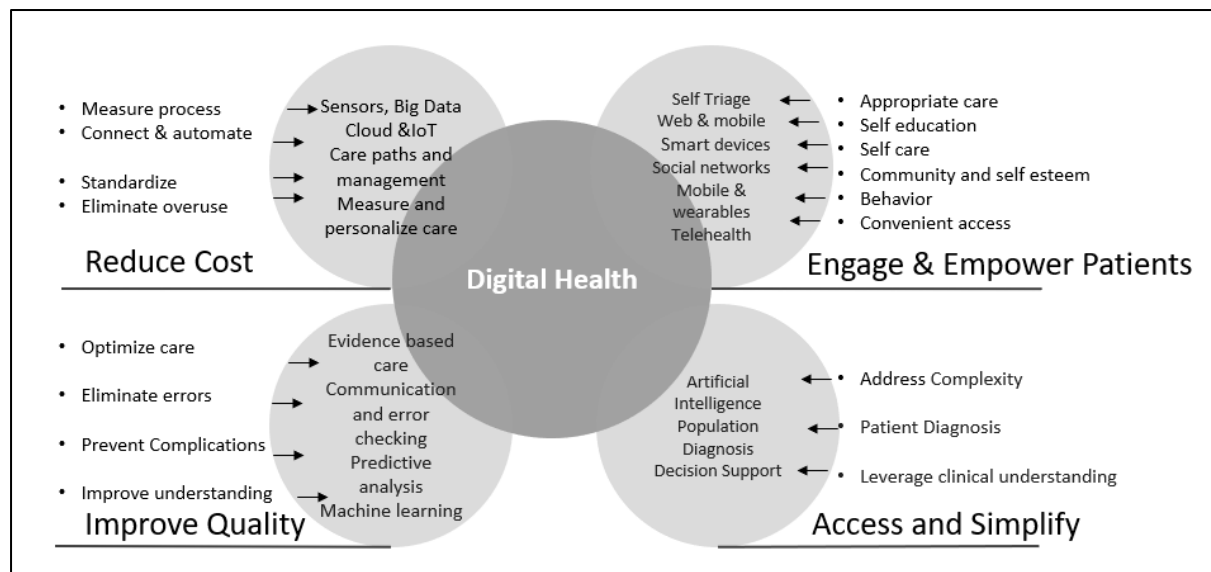 • Measure process
• Connect & automate
• Standardize
• Eliminate overuse
Reduce Cost
Sensors, Big Data
Cloud &IoT
Care paths and
management
Measure and
personalize care
Self Triage
Web & mobile
Smart devices
Social networks
Mobile &
wearables
Telehealth
• Appropriate care
• Self education
• Self care
• Community and self esteem
• Behavior
• Convenient access
Engage & Empower Patients
Digital Health
• Optimize care
• Eliminate errors
• Prevent Complications
• Improve understanding
Improve Quality
Evidence based
care
Communication
and error
checking
Predictive
analysis
Machine learning
Artificial
Intelligence
Population
Diagnosis
Decision Support
• Address Complexity
• Patient Diagnosis
• Leverage clinical understanding
Access and Simplify